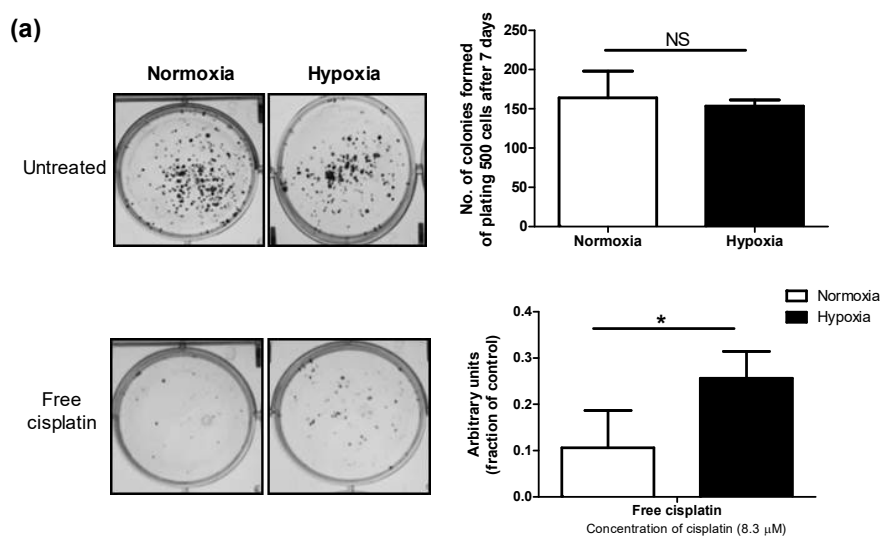 (a)
Normoxia
Hypoxia
Untreated
No. of colonies formed
of plating 500 cells after 7 days
250
200
150
100
50
0
NS
Normoxia
Hypoxia
Free
cisplatin
Arbitrary units
(fraction of control)
0.4
0.3
0.2
0.1
0.0
*
Normoxia
Hypoxia
Free cisplatin
Concentration of cisplatin (8.3 µM)